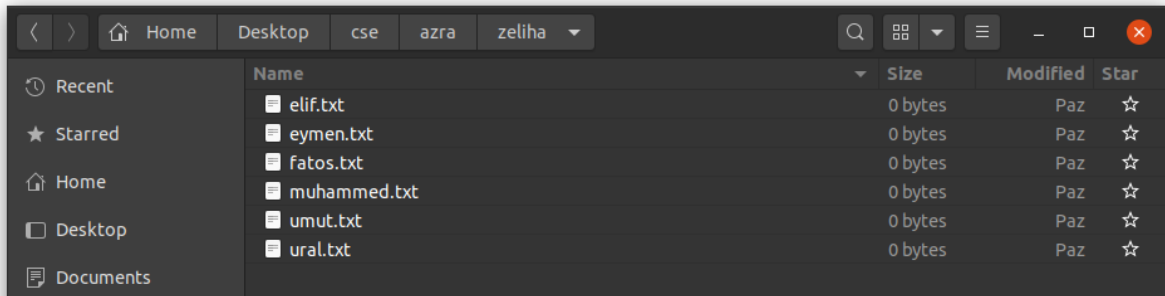 Home Desktop cse azra zeliha
Recent
Starred
Home
Desktop
Documents
Name Size Modified Star
elif.txt 0 bytes Paz
eymen.txt 0 bytes Paz
fatos.txt 0 bytes Paz
muhammed.txt 0 bytes Paz
umut.txt 0 bytes Paz
ural.txt 0 bytes Paz